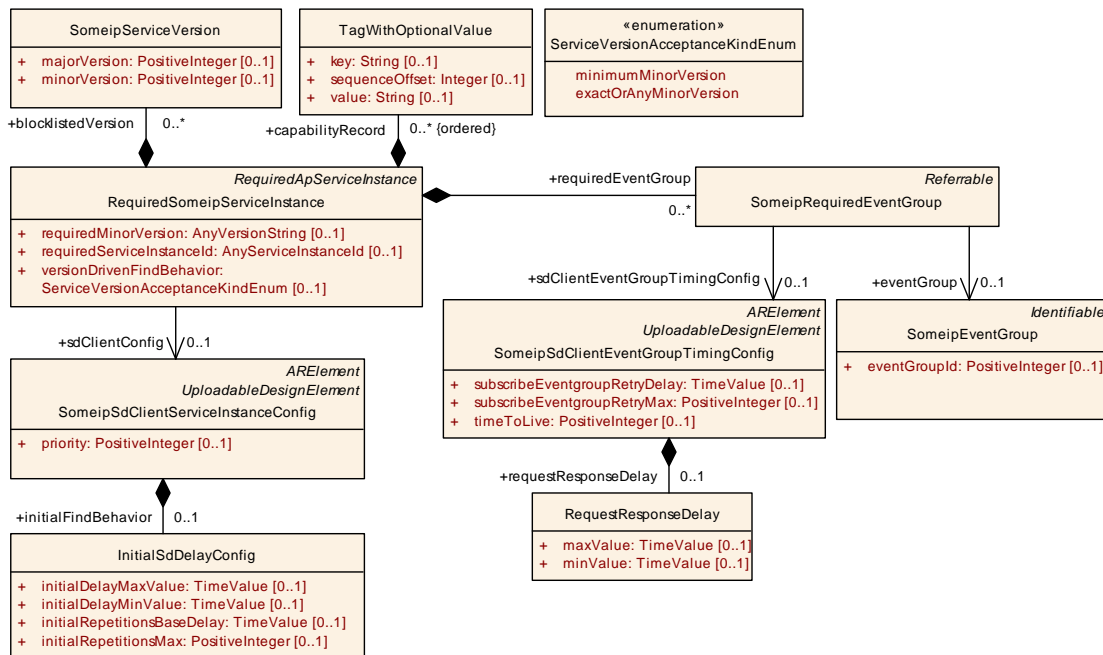 SomeipServiceVersion
+ majorVersion: PositiveInteger [0..1]
+ minorVersion: PositiveInteger [0..1]
TagWithOptionalValue
+ key: String [0..1]
+ sequenceOffset: Integer [0..1]
+ value: String [0..1]
«enumeration»
ServiceVersionAcceptanceKindEnum
minimumMinorVersion
exactOrAnyMinorVersion
+blocklistedVersion 0..*
+capabilityRecord 0..* {ordered}
RequiredApServiceInstance
RequiredSomeipServiceInstance
+ requiredMinorVersion: AnyVersionString [0..1]
+ requiredServiceInstanceId: AnyServiceInstanceId [0..1]
+ versionDrivenFindBehavior:
ServiceVersionAcceptanceKindEnum [0..1]
+requiredEventGroup
0..*
Referrable
SomeipRequiredEventGroup
+sdClientEventGroupTimingConfig 0..1
+eventGroup 0..1
ARElement
UploadableDesignElement
SomeipSdClientEventGroupTimingConfig
+ subscribeEventgroupRetryDelay: TimeValue [0..1]
+ subscribeEventgroupRetryMax: PositiveInteger [0..1]
+ timeToLive: PositiveInteger [0..1]
Identifiable
SomeipEventGroup
+ eventGroupId: PositiveInteger [0..1]
+sdClientConfig 0..1
ARElement
UploadableDesignElement
SomeipSdClientServiceInstanceConfig
+ priority: PositiveInteger [0..1]
+requestResponseDelay 0..1
RequestResponseDelay
+ maxValue: TimeValue [0..1]
+ minValue: TimeValue [0..1]
+initialFindBehavior 0..1
InitialSdDelayConfig
+ initialDelayMaxValue: TimeValue [0..1]
+ initialDelayMinValue: TimeValue [0..1]
+ initialRepetitionsBaseDelay: TimeValue [0..1]
+ initialRepetitionsMax: PositiveInteger [0..1]